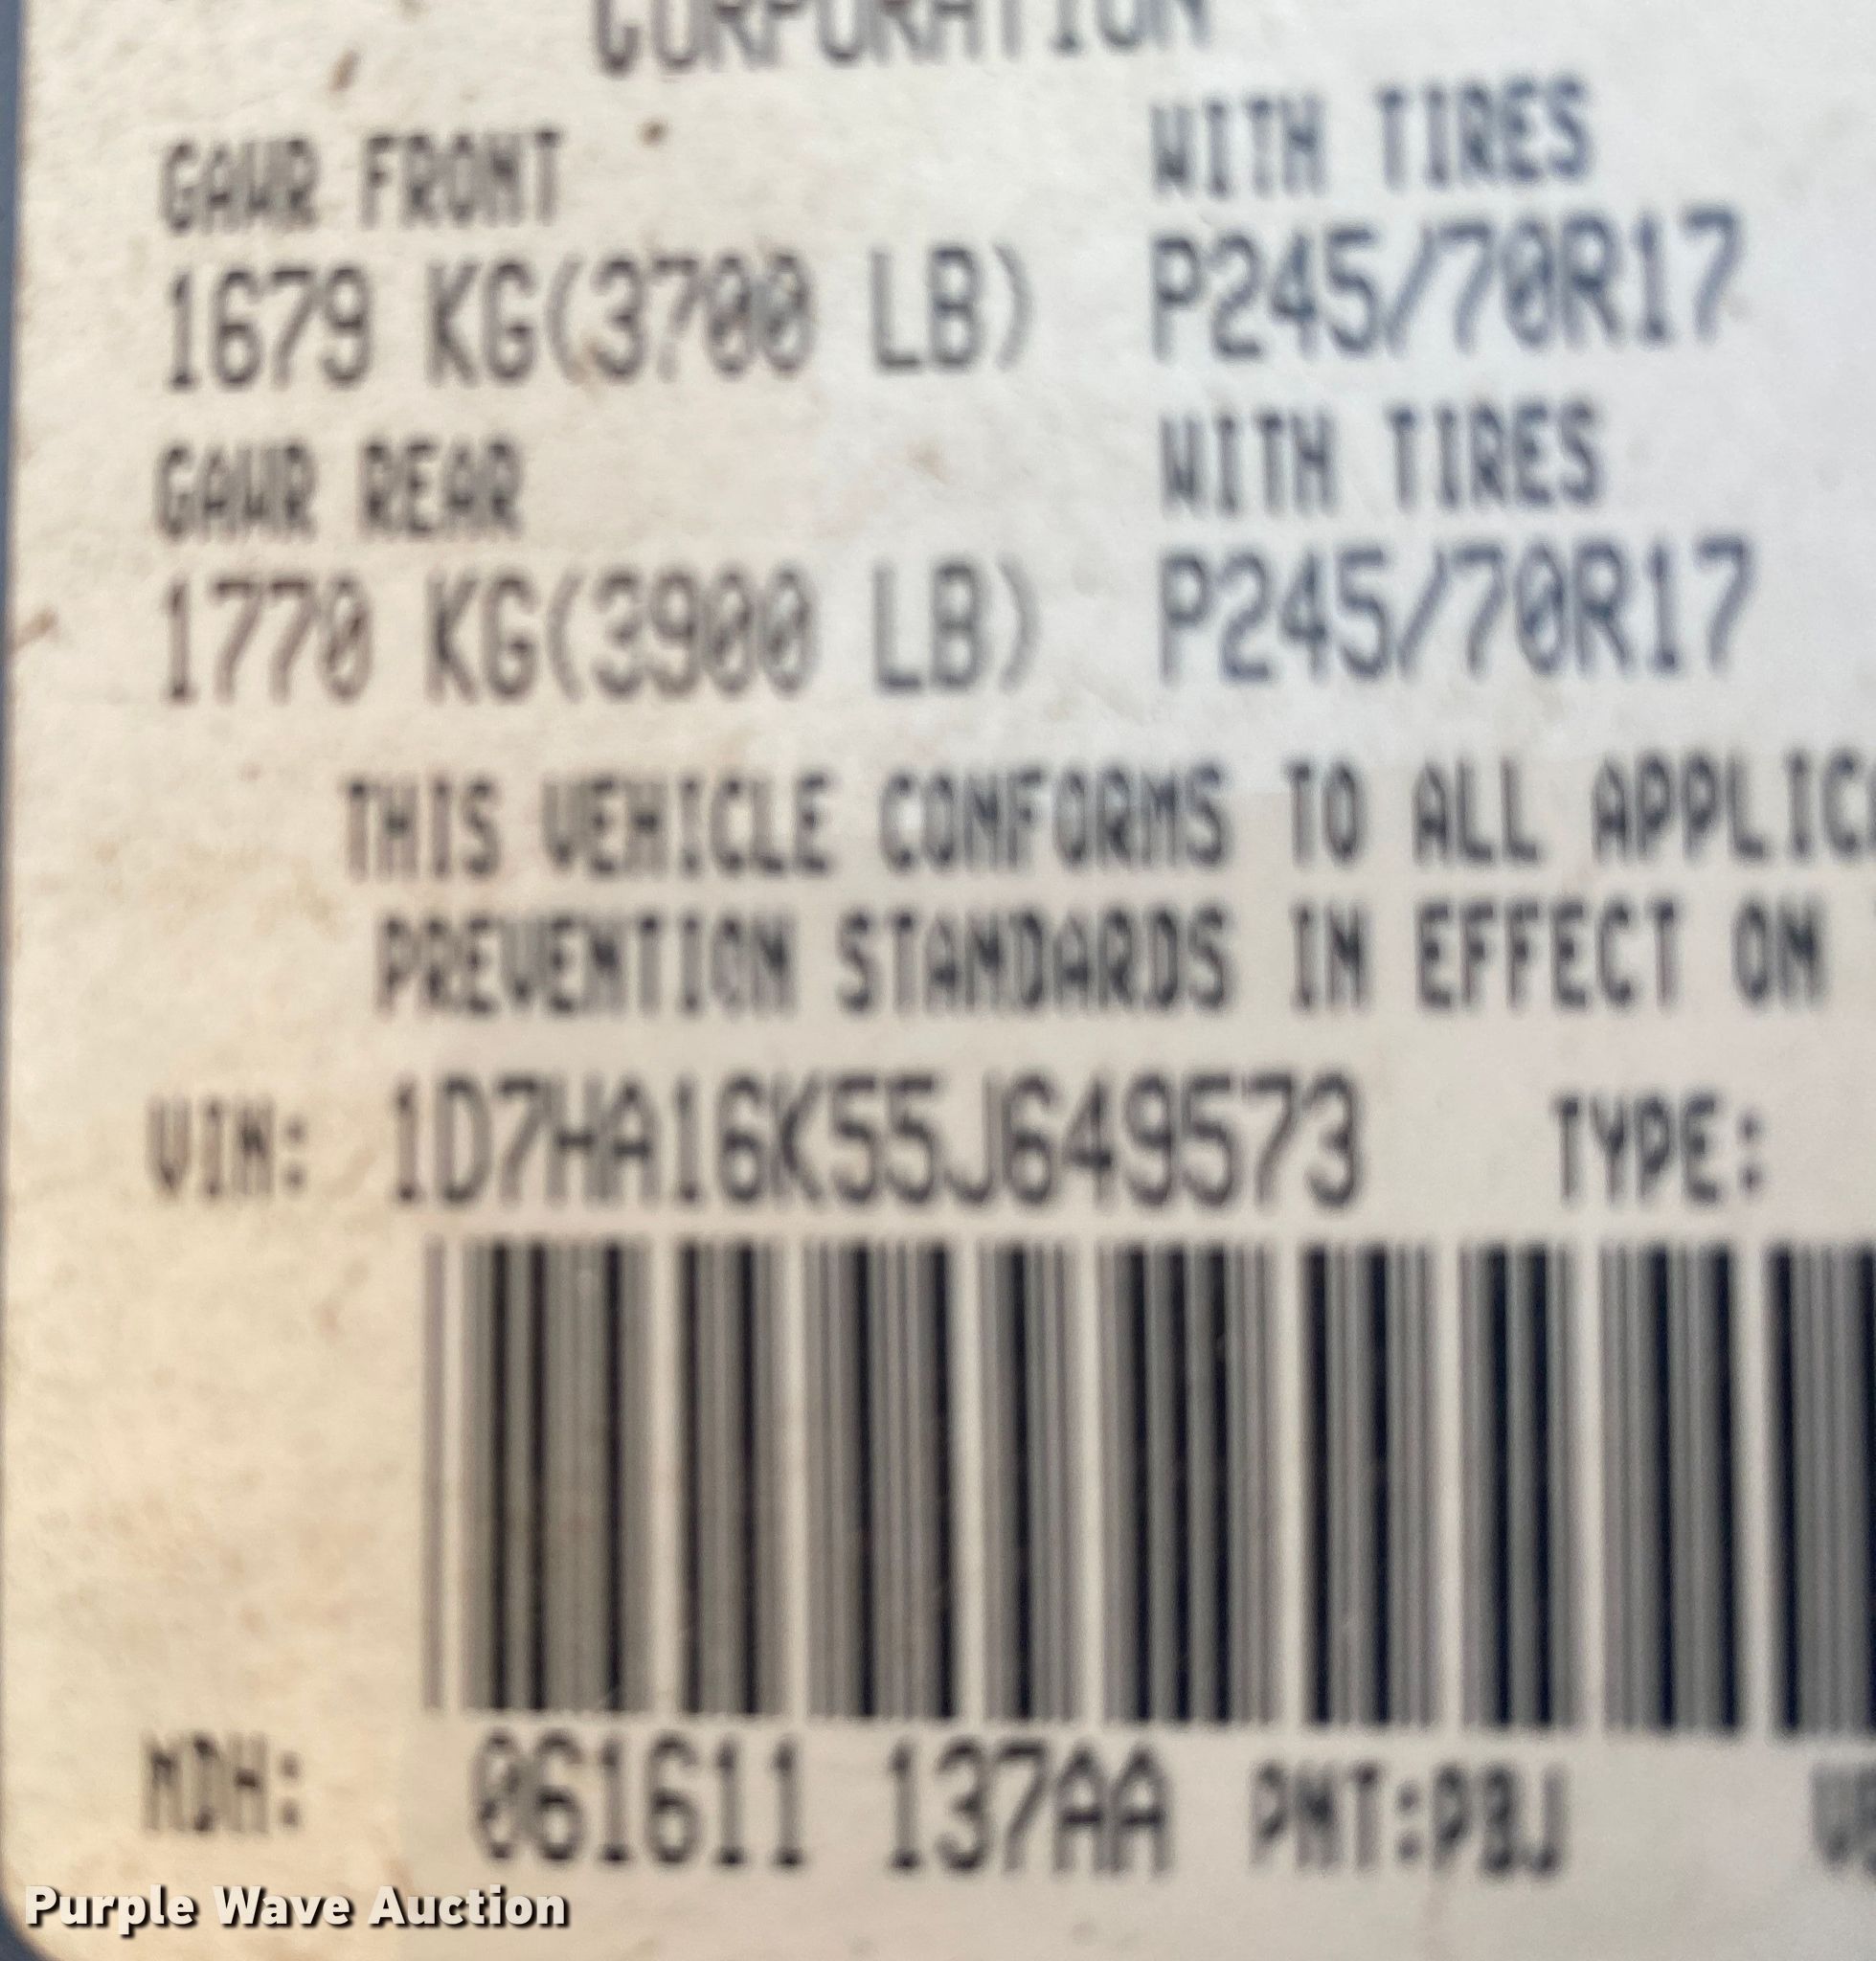 CORPORATION
GAWR FRONT WITH TIRES
1679 KG(3700 LB) P245/70R17
GAWR REAR WITH TIRES
1770 KG(3900 LB) P245/70R17
THIS VEHICLE CONFORMS TO ALL APPLICA
PREVENTION STANDARDS IN EFFECT ON
VIN: 1D7HA16K55J649573 TYPE:
MDH: 061611 137AA PNT:PBJ
Purple Wave Auction